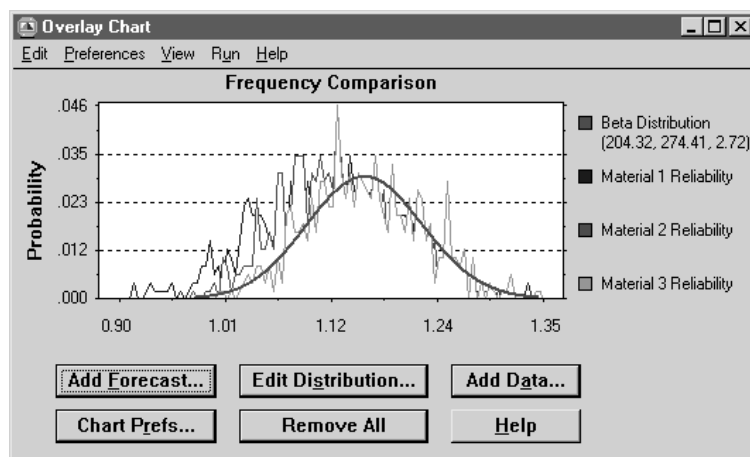 Overlay Chart
Edit Preferences View Run Help
Frequency Comparison
Probability
.046
.035
.023
.012
.000
0.90 1.01 1.12 1.24 1.35
Beta Distribution
(204.32, 274.41, 2.72)
Material 1 Reliability
Material 2 Reliability
Material 3 Reliability
Add Forecast... Edit Distribution... Add Data...
Chart Prefs... Remove All Help